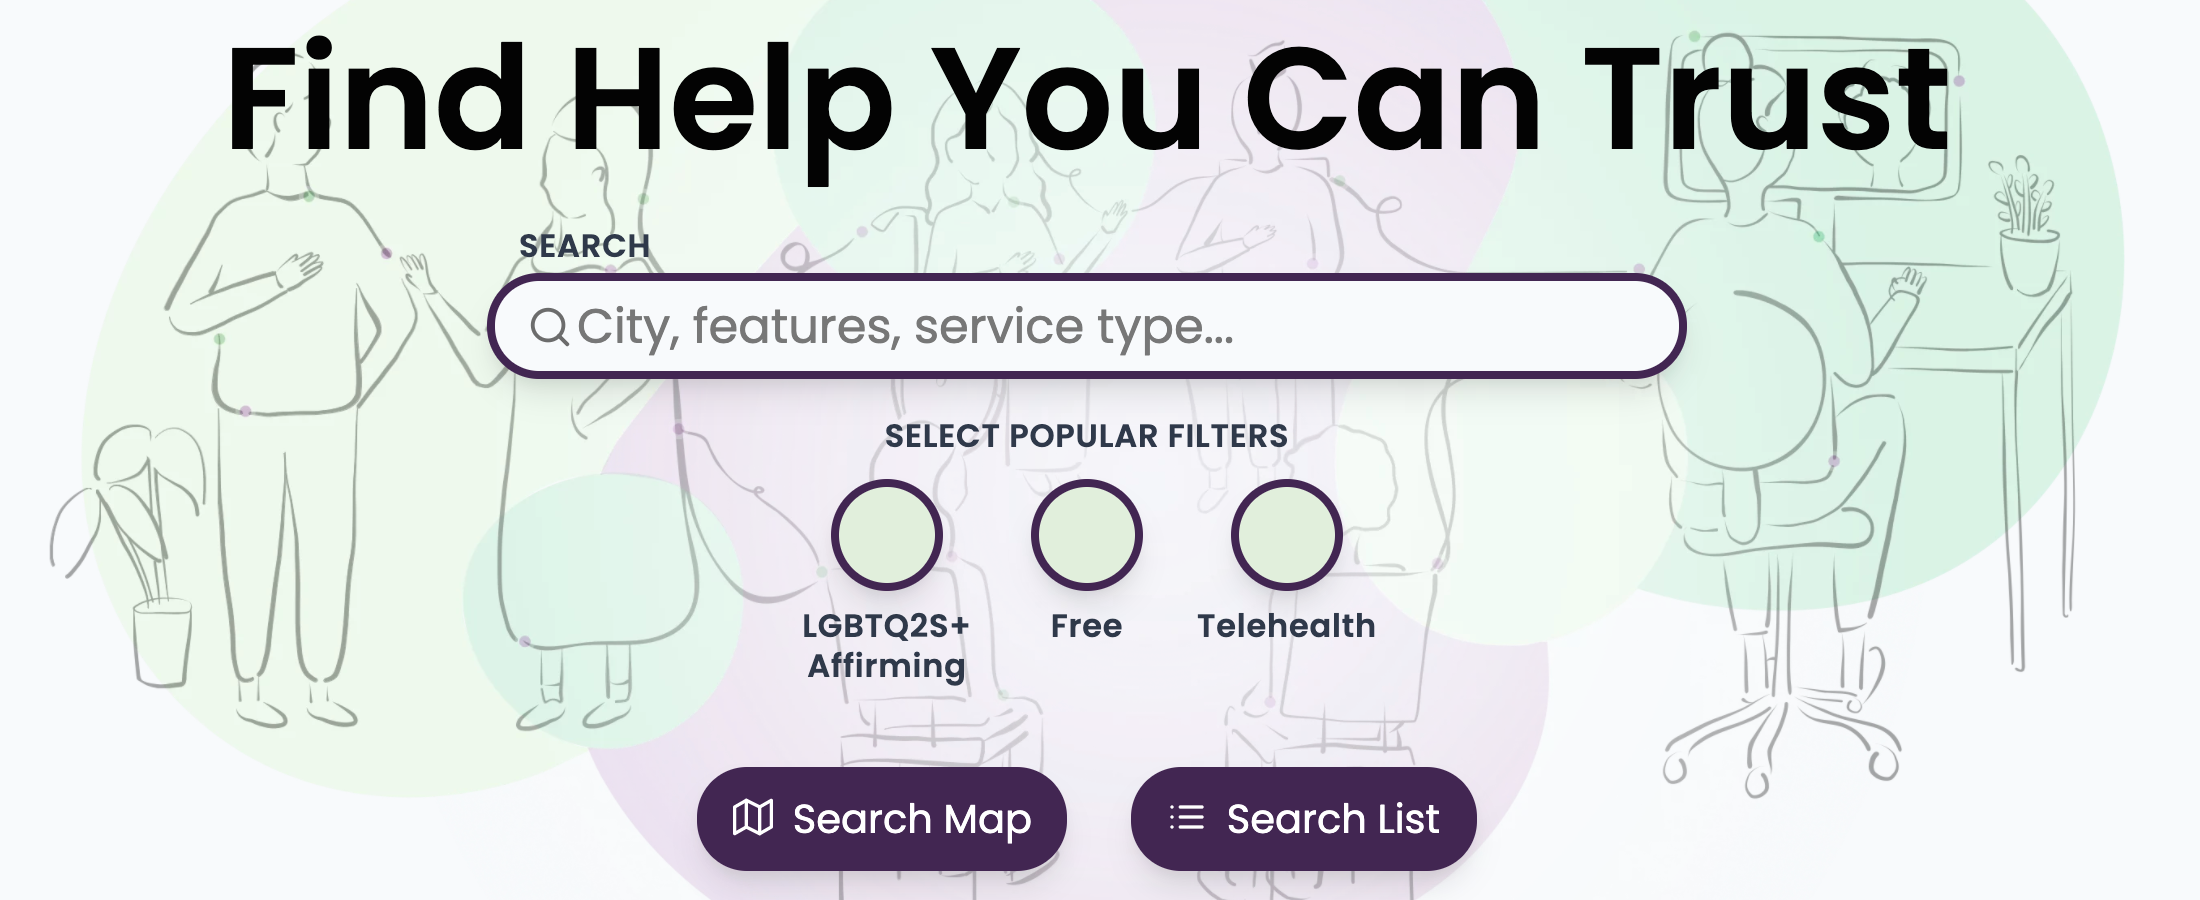 Find Help You Can Trust
SEARCH
City, features, service type...
SELECT POPULAR FILTERS
LGBTQ2S+
Affirming
Free
Telehealth
Search Map
Search List